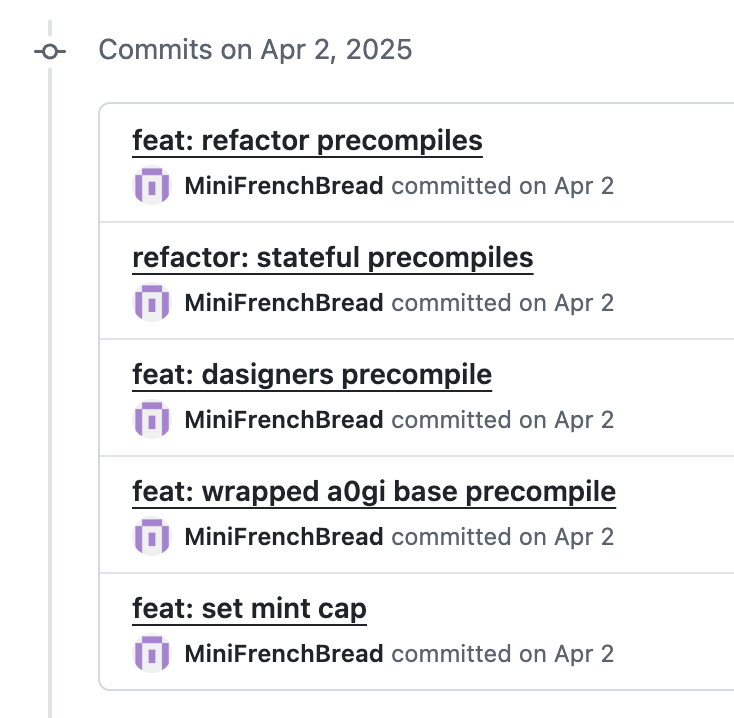 Commits on Apr 2, 2025
feat: refactor precompiles
MiniFrenchBread committed on Apr 2
refactor: stateful precompiles
MiniFrenchBread committed on Apr 2
feat: dasigners precompile
MiniFrenchBread committed on Apr 2
feat: wrapped a0gi base precompile
MiniFrenchBread committed on Apr 2
feat: set mint cap
MiniFrenchBread committed on Apr 2